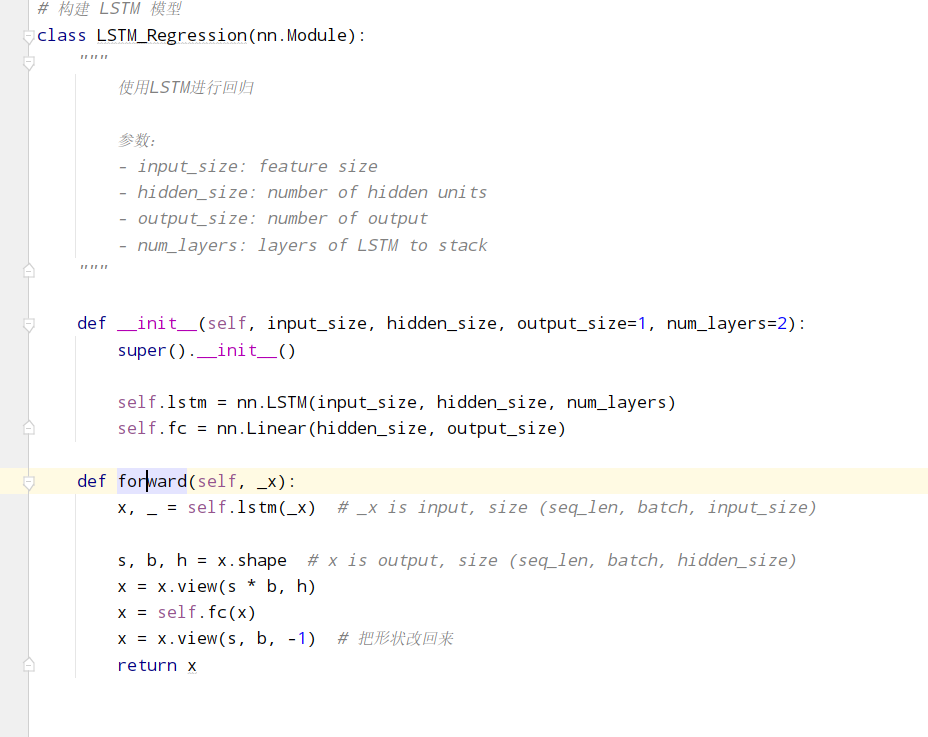 # 构建 LSTM 模型
class LSTM_Regression(nn.Module):
"""
使用LSTM进行回归
参数:
- input_size: feature size
- hidden_size: number of hidden units
- output_size: number of output
- num_layers: layers of LSTM to stack
"""
def __init__(self, input_size, hidden_size, output_size=1, num_layers=2):
super().__init__()
self.lstm = nn.LSTM(input_size, hidden_size, num_layers)
self.fc = nn.Linear(hidden_size, output_size)
def forward(self, _x):
x, _ = self.lstm(_x)  # _x is input, size (seq_len, batch, input_size)
s, b, h = x.shape  # x is output, size (seq_len, batch, hidden_size)
x = x.view(s * b, h)
x = self.fc(x)
x = x.view(s, b, -1)  # 把形状改回来
return x